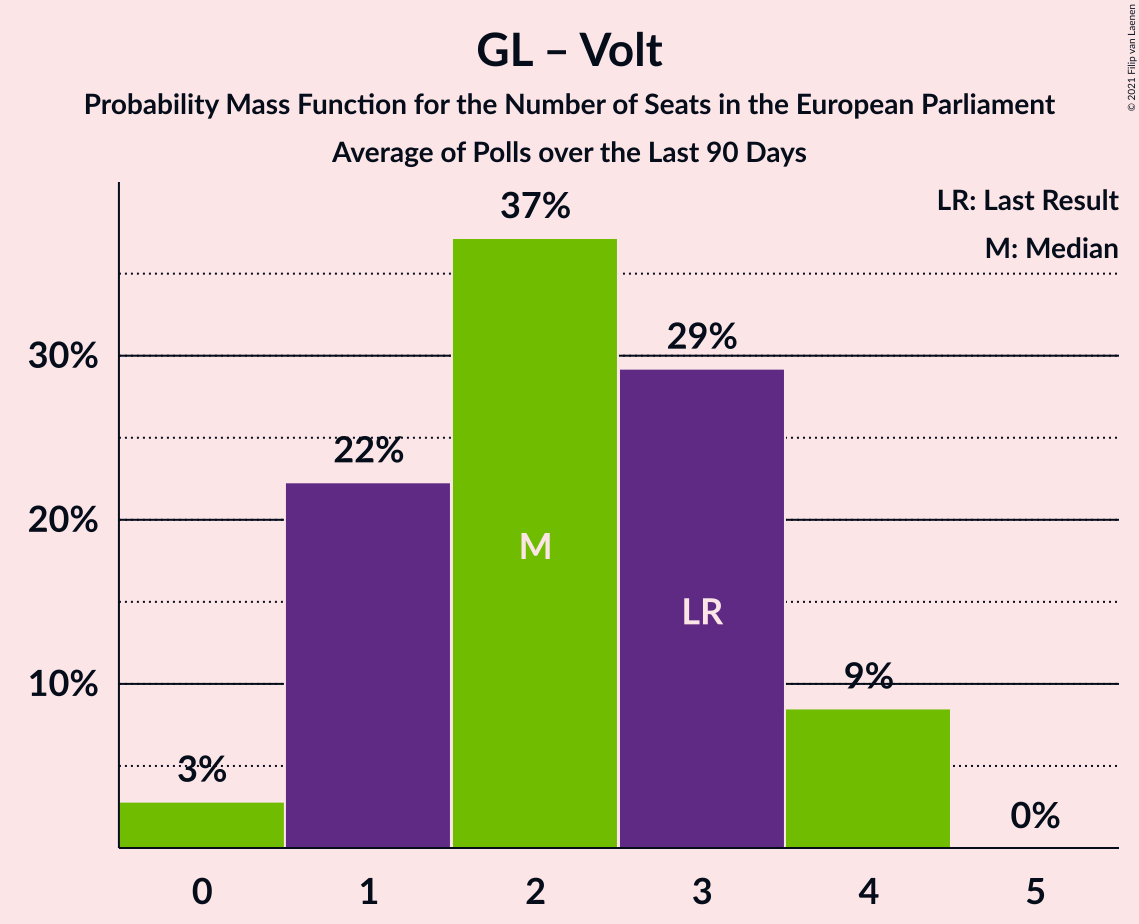 GL – Volt
Probability Mass Function for the Number of Seats in the European Parliament
Average of Polls over the Last 90 Days
© 2021 Filip van Laenen
LR: Last Result
M: Median
37%
29%
22%
9%
3%
0%
M
LR
30%
20%
10%
0 1 2 3 4 5